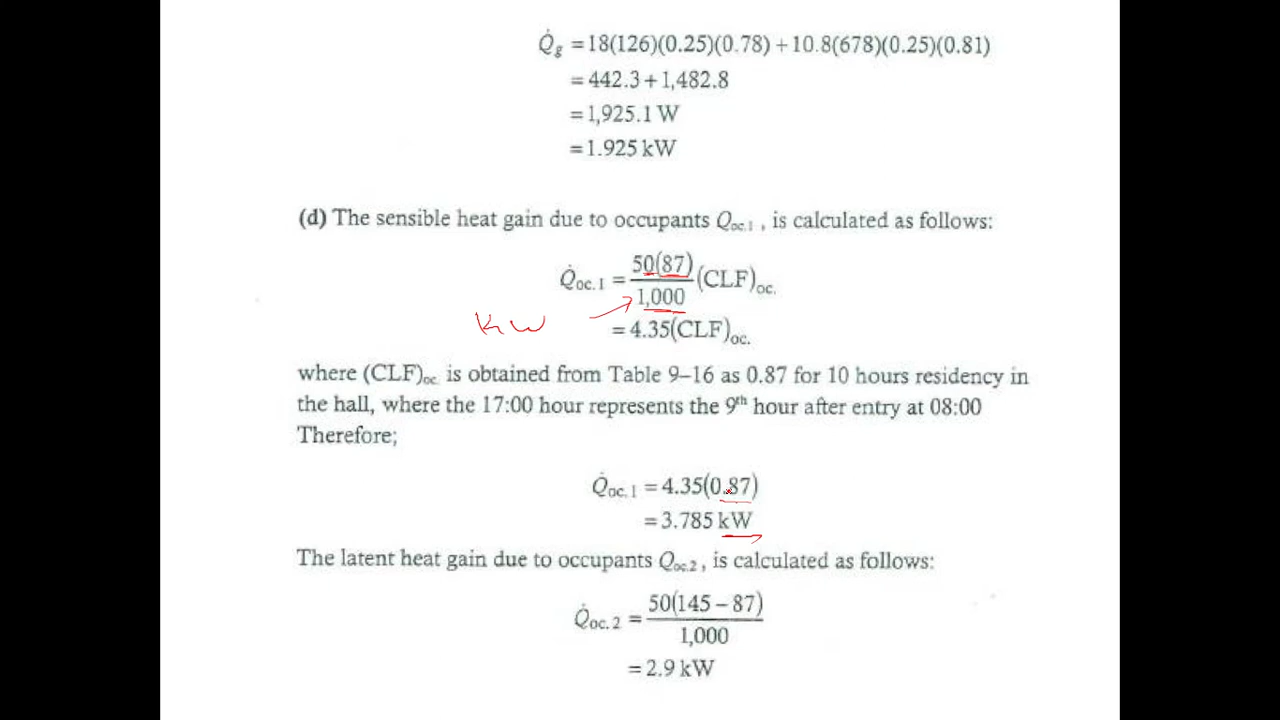 Q̇g = 18(126)(0.25)(0.78) + 10.8(678)(0.25)(0.81)
= 442.3 + 1,482.8
= 1,925.1 W
= 1.925 kW
(d) The sensible heat gain due to occupants Qoc.1 , is calculated as follows:
Q̇oc.1 = 50(87)/1,000 (CLF)oc.
KW
= 4.35(CLF)oc.
where (CLF)oc is obtained from Table 9–16 as 0.87 for 10 hours residency in
the hall, where the 17:00 hour represents the 9th hour after entry at 08:00
Therefore;
Q̇oc.1 = 4.35(0.87)
= 3.785 kW
The latent heat gain due to occupants Qoc.2 , is calculated as follows:
Q̇oc.2 = 50(145 – 87)/1,000
= 2.9 kW